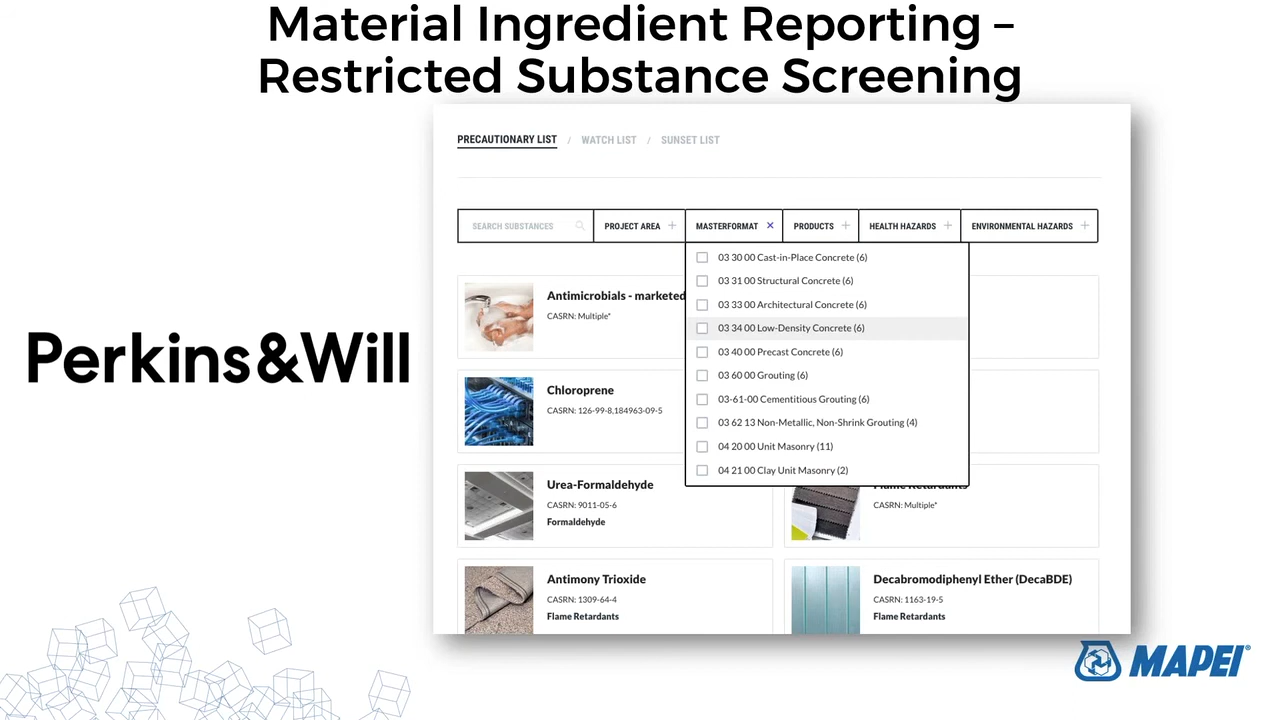 Material Ingredient Reporting –
Restricted Substance Screening
PRECAUTIONARY LIST / WATCH LIST / SUNSET LIST
SEARCH SUBSTANCES
PROJECT AREA +
MASTERFORMAT ×
PRODUCTS +
HEALTH HAZARDS +
ENVIRONMENTAL HAZARDS +
03 30 00 Cast-in-Place Concrete (6)
03 31 00 Structural Concrete (6)
03 33 00 Architectural Concrete (6)
03 34 00 Low-Density Concrete (6)
03 40 00 Precast Concrete (6)
03 60 00 Grouting (6)
03-61-00 Cementitious Grouting (6)
03 62 13 Non-Metallic, Non-Shrink Grouting (4)
04 20 00 Unit Masonry (11)
04 21 00 Clay Unit Masonry (2)
Antimicrobials - marketed
CASRN: Multiple*
Chloroprene
CASRN: 126-99-8,184963-09-5
Urea-Formaldehyde
CASRN: 9011-05-6
Formaldehyde
Flame Retardants
CASRN: Multiple*
Antimony Trioxide
CASRN: 1309-64-4
Flame Retardants
Decabromodiphenyl Ether (DecaBDE)
CASRN: 1163-19-5
Flame Retardants
Perkins&Will
MAPEI®